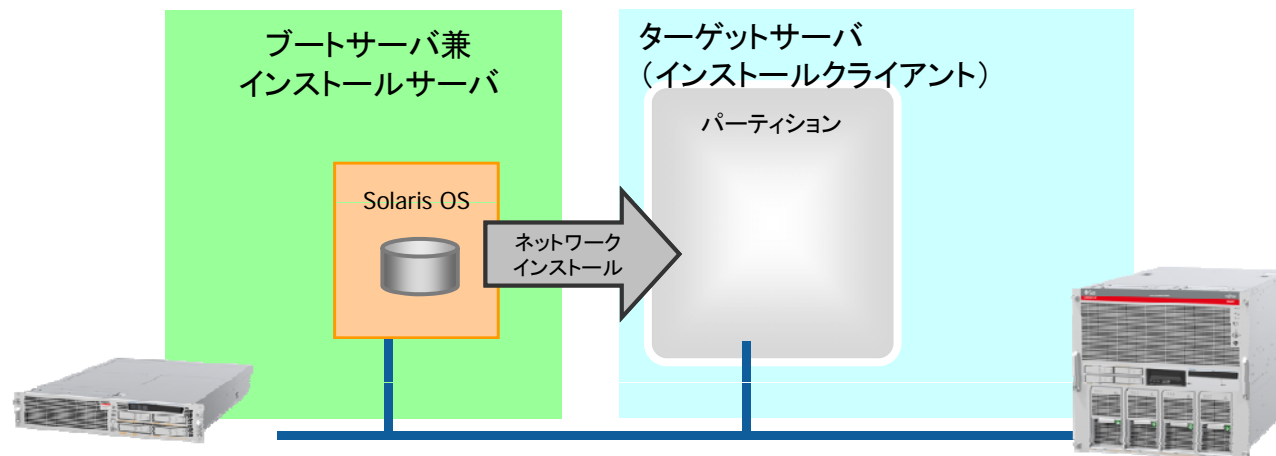 ブートサーバ兼
インストールサーバ
ターゲットサーバ
(インストールクライアント)
パーティション
Solaris OS
ネットワーク
インストール